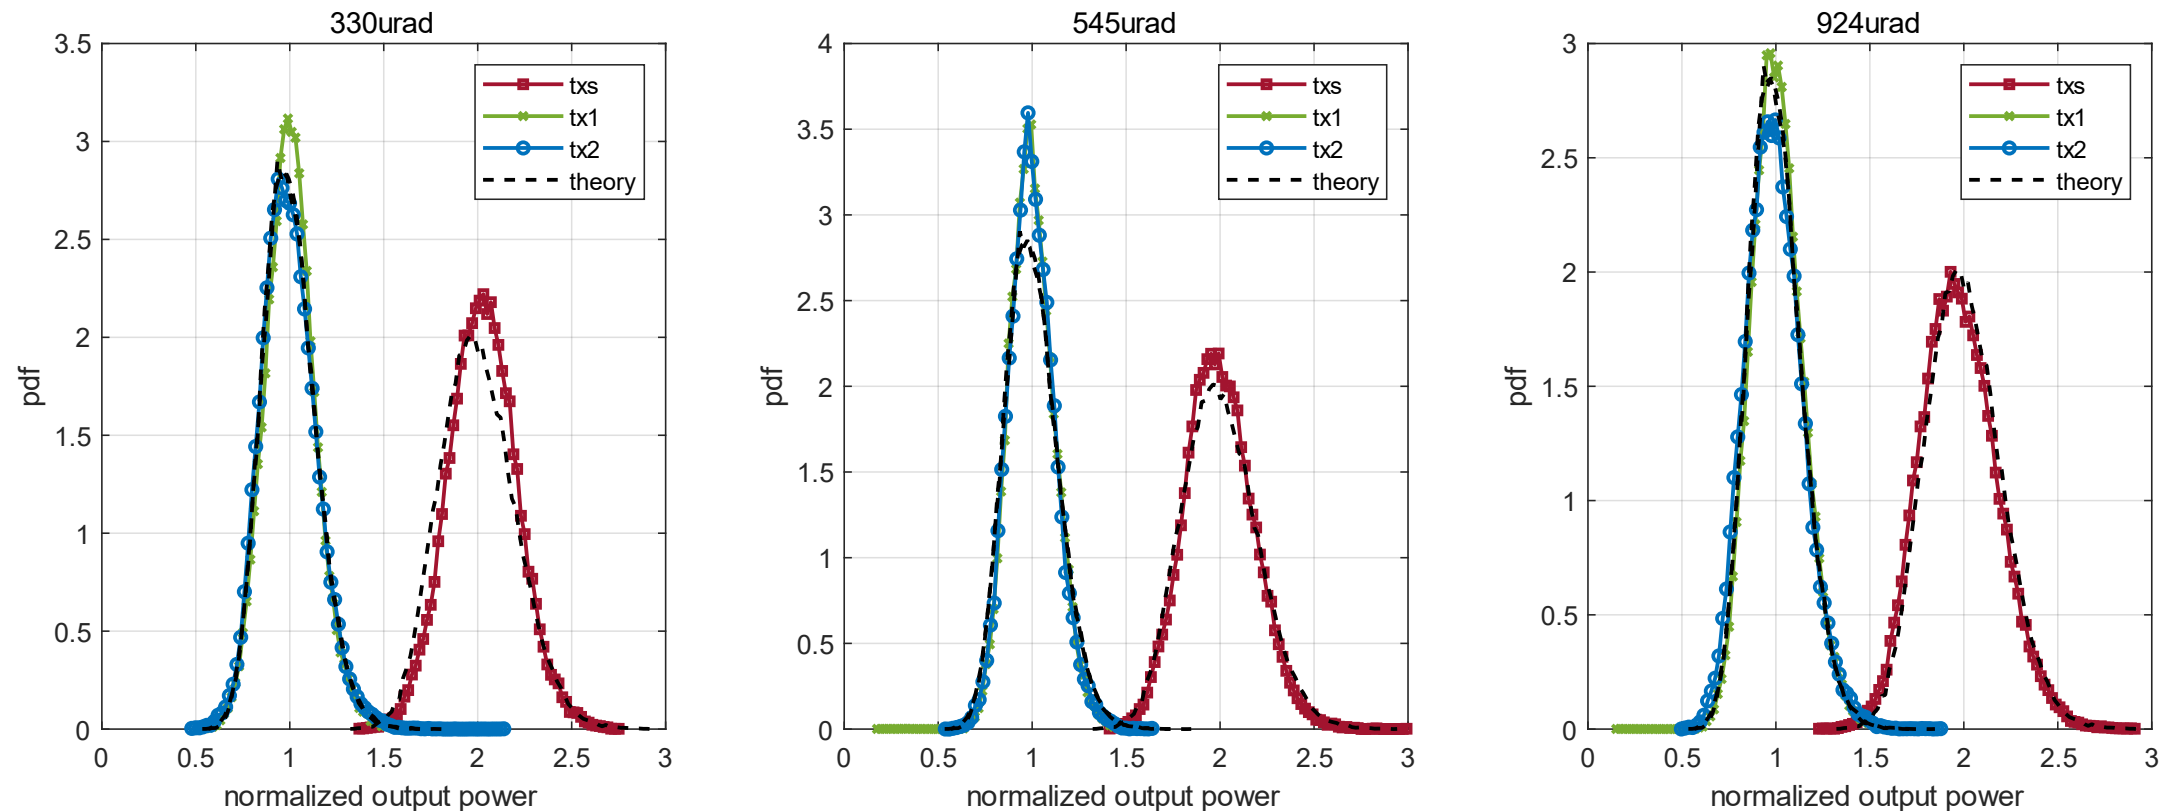 330urad
3.5
3
2.5
2
1.5
1
0.5
0
pdf
0 0.5 1 1.5 2 2.5 3
normalized output power
txs
tx1
tx2
theory
545urad
4
3.5
3
2.5
2
1.5
1
0.5
0
pdf
0 0.5 1 1.5 2 2.5 3
normalized output power
txs
tx1
tx2
theory
924urad
3
2.5
2
1.5
1
0.5
0
pdf
0 0.5 1 1.5 2 2.5 3
normalized output power
txs
tx1
tx2
theory